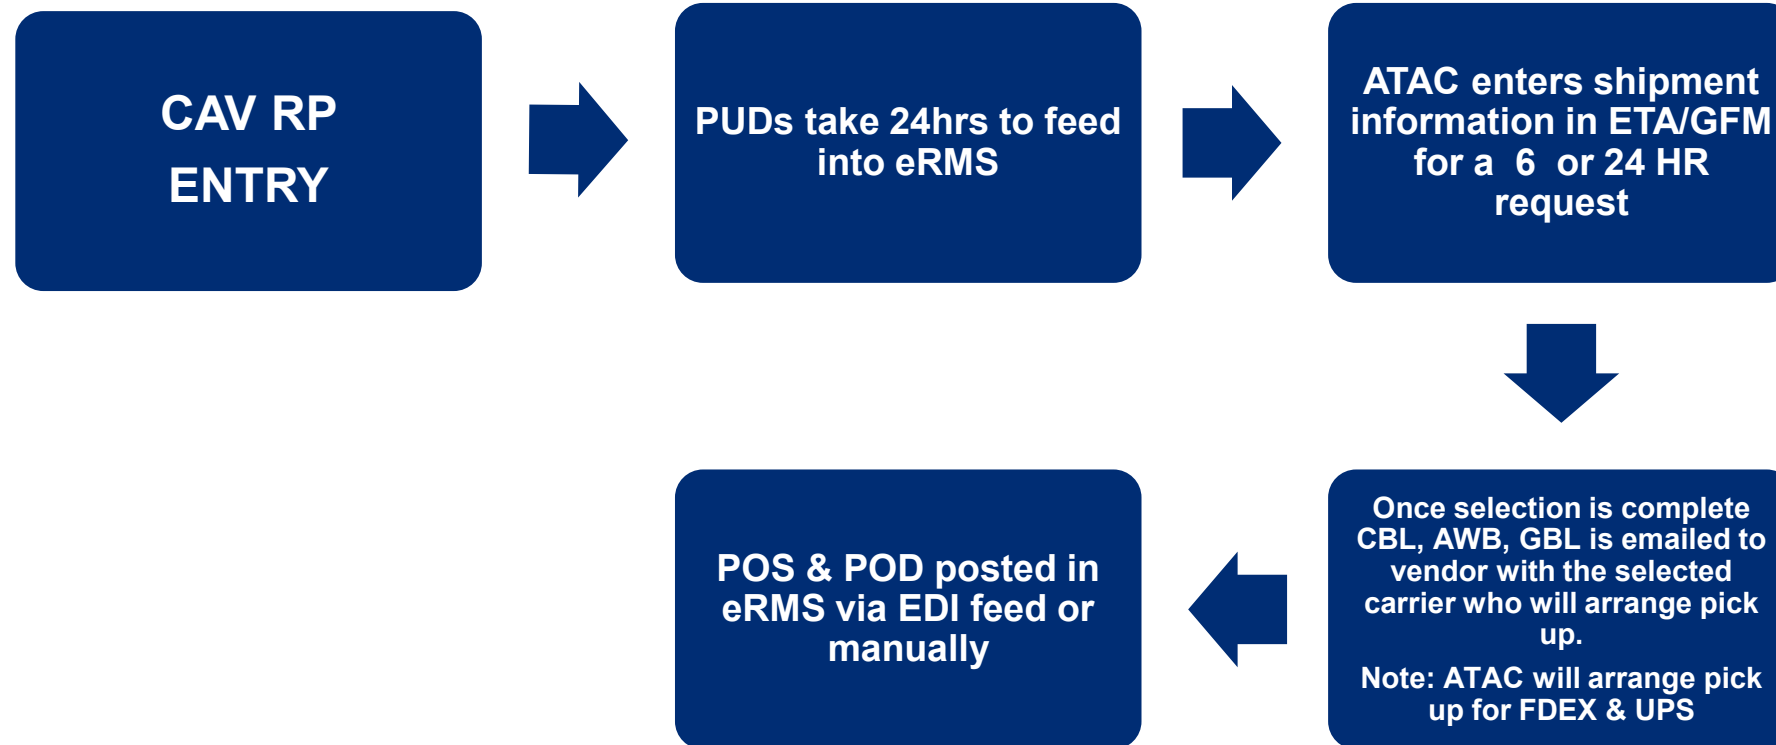 CAV RP
ENTRY
PUDs take 24hrs to feed
into eRMS
ATAC enters shipment
information in ETA/GFM
for a 6 or 24 HR
request
Once selection is complete
CBL, AWB, GBL is emailed to
vendor with the selected
carrier who will arrange pick
up.
Note: ATAC will arrange pick
up for FDEX & UPS
POS & POD posted in
eRMS via EDI feed or
manually